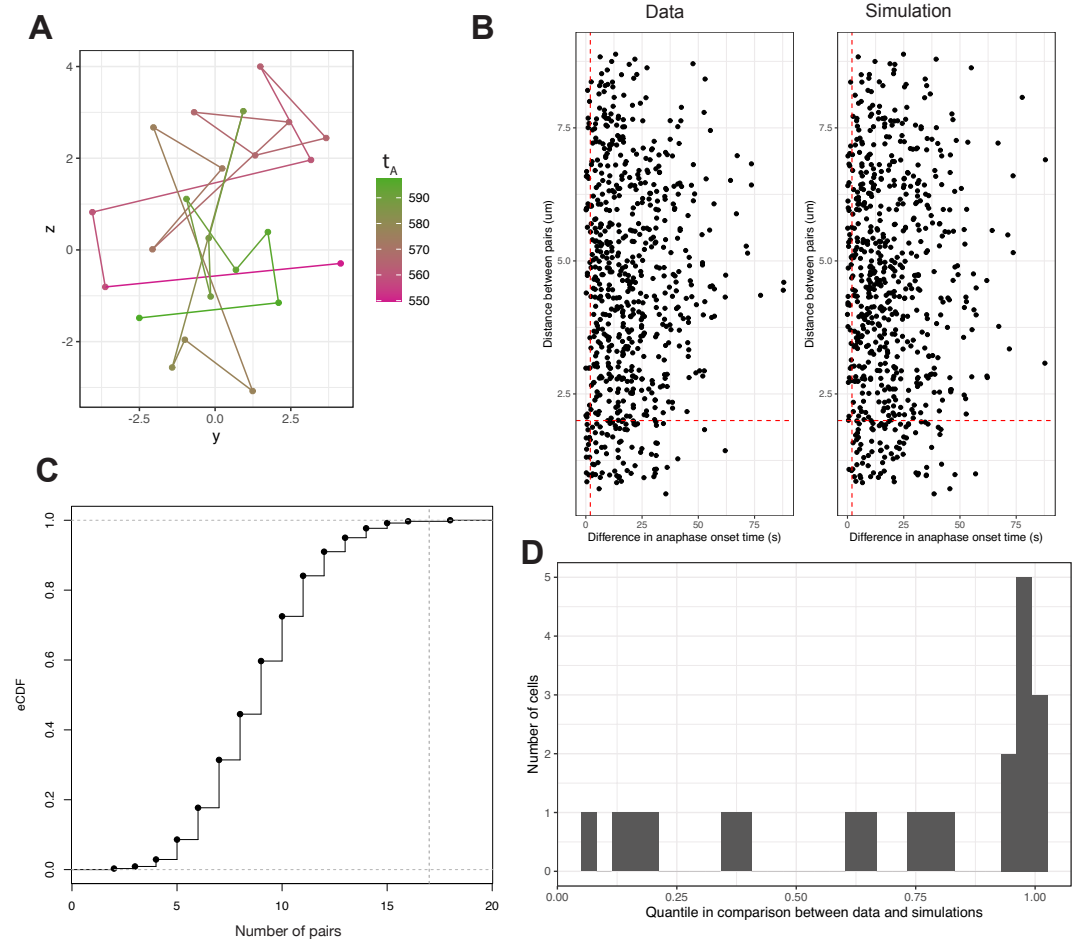 A
4
2
0
-2
z
-2.5
0.0
2.5
y
t_A
590
580
570
560
550
B
Data
Simulation
7.5
5.0
2.5
Distance between pairs (um)
0
25
50
75
Difference in anaphase onset time (s)
7.5
5.0
2.5
Distance between pairs (um)
0
25
50
75
Difference in anaphase onset time (s)
C
1.0
0.8
0.6
0.4
0.2
0.0
eCDF
0
5
10
15
20
Number of pairs
D
5
4
3
2
1
0
Number of cells
0.00
0.25
0.50
0.75
1.00
Quantile in comparison between data and simulations